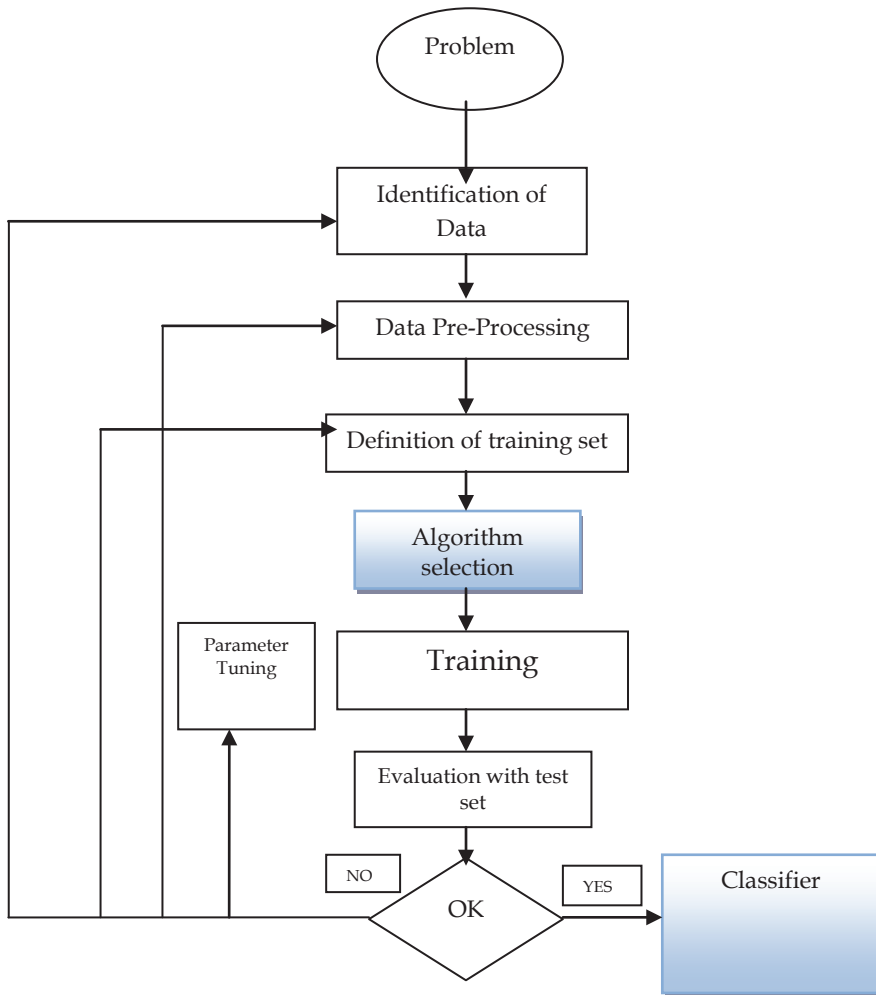 Problem
Identification of
Data
Data Pre-Processing
Definition of training set
Algorithm
selection
Parameter
Tuning
Training
Evaluation with test
set
NO
OK
YES
Classifier